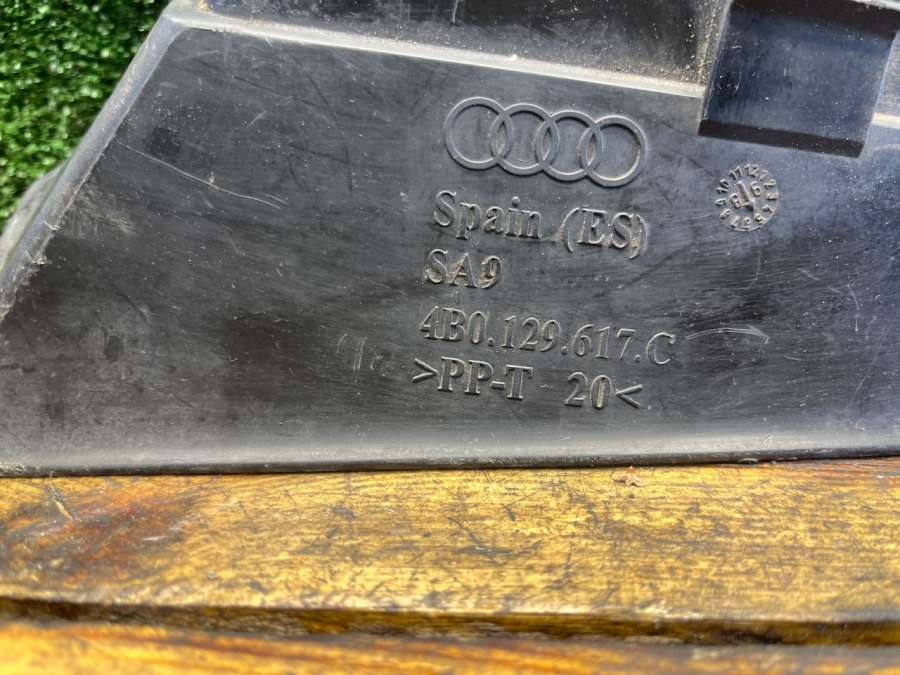 Spain (ES)
SA9
4B0.129.617.C
>PP-T 20<